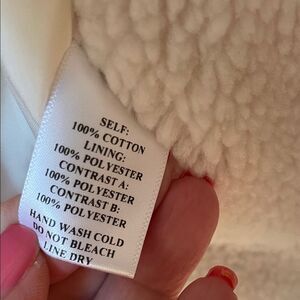 SELF:
100% COTTON
LINING:
100% POLYESTER
CONTRAST A:
100% POLYESTER
CONTRAST B:
100% POLYESTER
HAND WASH COLD
DO NOT BLEACH
LINE DRY